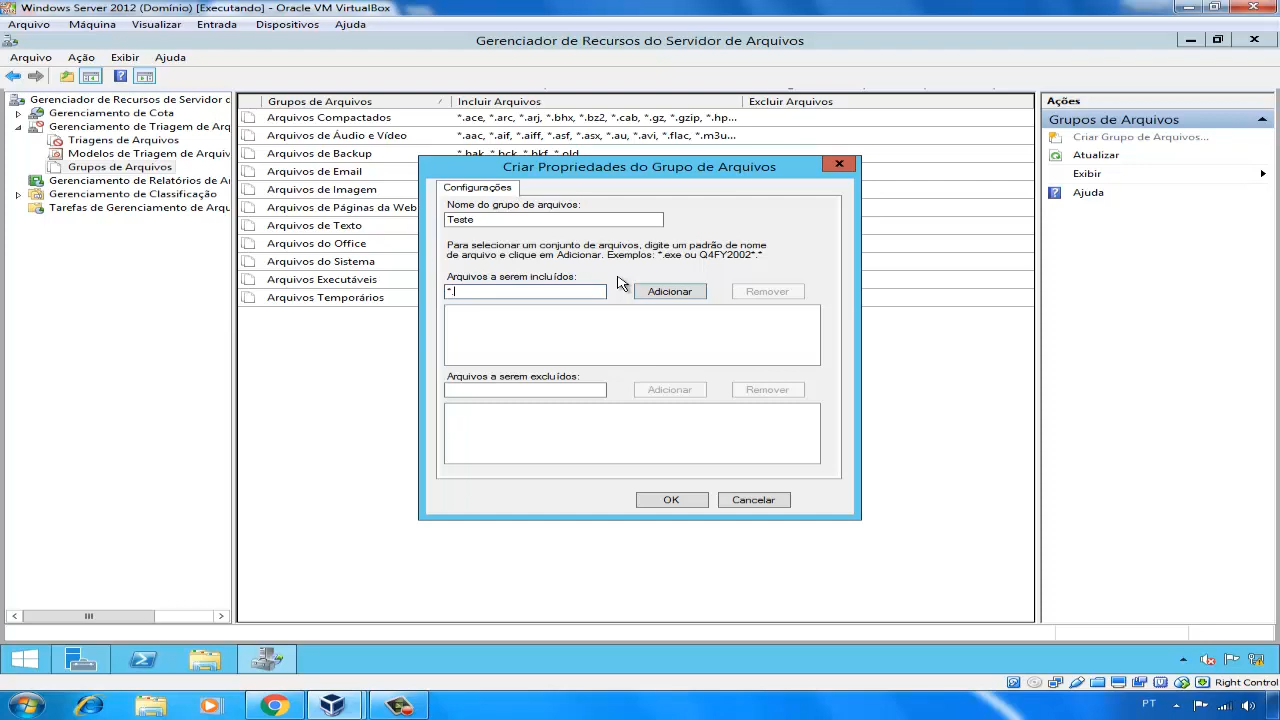 Windows Server 2012 (Domínio) [Executando] - Oracle VM VirtualBox
Arquivo Máquina Visualizar Entrada Dispositivos Ajuda
Gerenciador de Recursos do Servidor de Arquivos
Arquivo Ação Exibir Ajuda
Gerenciador de Recursos do Servidor d
Gerenciamento de Cota
Gerenciamento de Triagem de Arq
Triagens de Arquivos
Modelos de Triagem de Arquiv
Grupos de Arquivos
Gerenciamento de Relatórios de A
Gerenciamento de Classificação
Tarefas de Gerenciamento de Arqu
Grupos de Arquivos Incluir Arquivos Excluir Arquivos
Arquivos Compactados *.ace, *.arc, *.arj, *.bhx, *.bz2, *.cab, *.gz, *.gzip, *.hp...
Arquivos de Áudio e Vídeo *.aac, *.aif, *.aiff, *.asf, *.asx, *.au, *.avi, *.flac, *.m3u...
Arquivos de Backup *.bak, *.bck, *.bkf, *.old
Arquivos de Email
Arquivos de Imagem
Arquivos de Páginas da Web
Arquivos de Texto
Arquivos do Office
Arquivos do Sistema
Arquivos Executáveis
Arquivos Temporários
Criar Propriedades do Grupo de Arquivos
Configurações
Nome do grupo de arquivos:
Teste
Para selecionar um conjunto de arquivos, digite um padrão de nome
de arquivo e clique em Adicionar. Exemplos: *.exe ou Q4FY2002*.*
Arquivos a serem incluídos:
*. Adicionar Remover
Arquivos a serem excluídos:
Adicionar Remover
OK Cancelar
Ações
Grupos de Arquivos
Criar Grupo de Arquivos...
Atualizar
Exibir
Ajuda
Right Control
PT